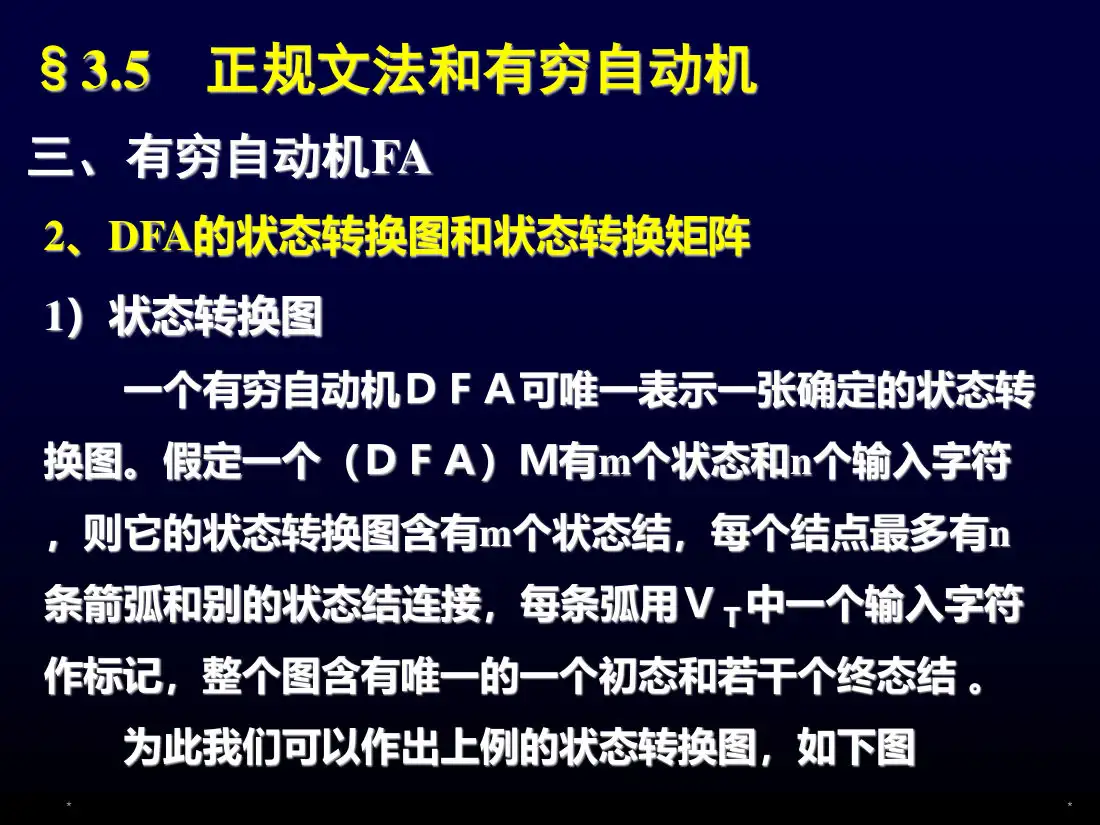 §3.5 正规文法和有穷自动机
三、有穷自动机FA
2、DFA的状态转换图和状态转换矩阵
1）状态转换图
一个有穷自动机ＤＦＡ可唯一表示一张确定的状态转
换图。假定一个（ＤＦＡ）Ｍ有m个状态和n个输入字符
，则它的状态转换图含有m个状态结，每个结点最多有n
条箭弧和别的状态结连接，每条弧用ＶT中一个输入字符
作标记，整个图含有唯一的一个初态和若干个终态结 。
为此我们可以作出上例的状态转换图，如下图
* *